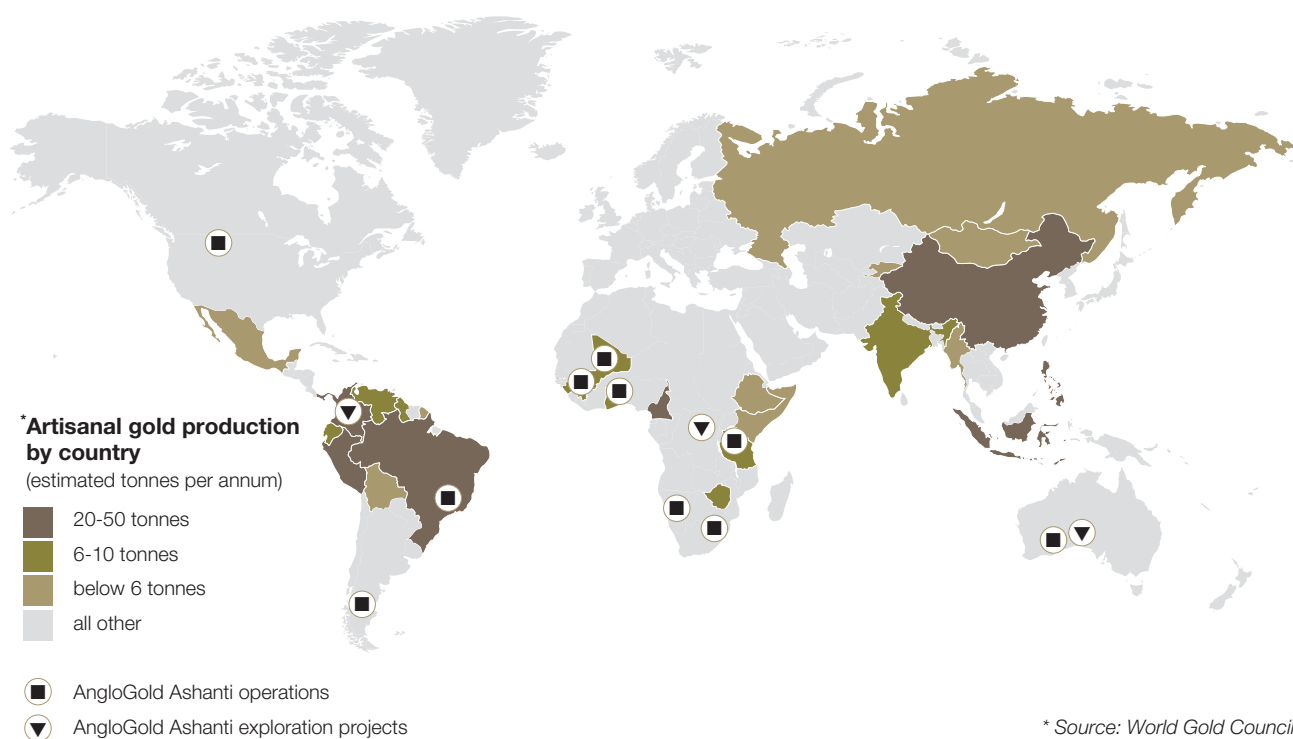 *Artisanal gold production
by country
(estimated tonnes per annum)
20-50 tonnes
6-10 tonnes
below 6 tonnes
all other
AngloGold Ashanti operations
AngloGold Ashanti exploration projects
* Source: World Gold Council